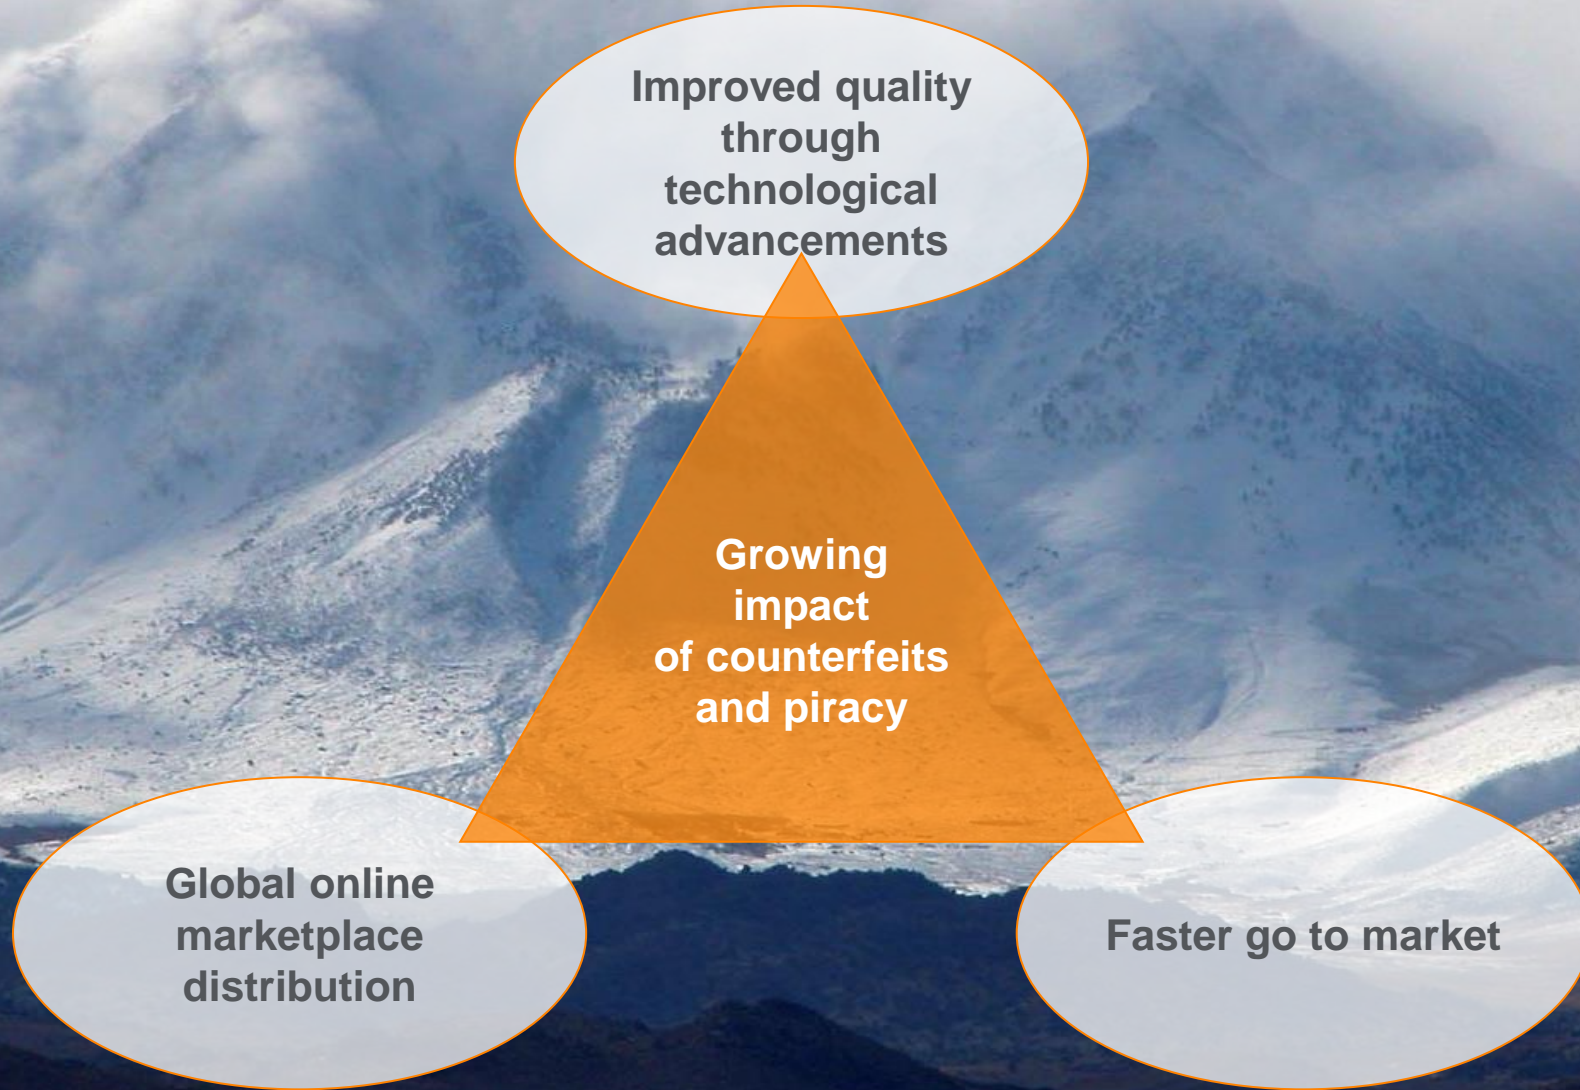 Improved quality
through
technological
advancements
Growing
impact
of counterfeits
and piracy
Global online
marketplace
distribution
Faster go to market